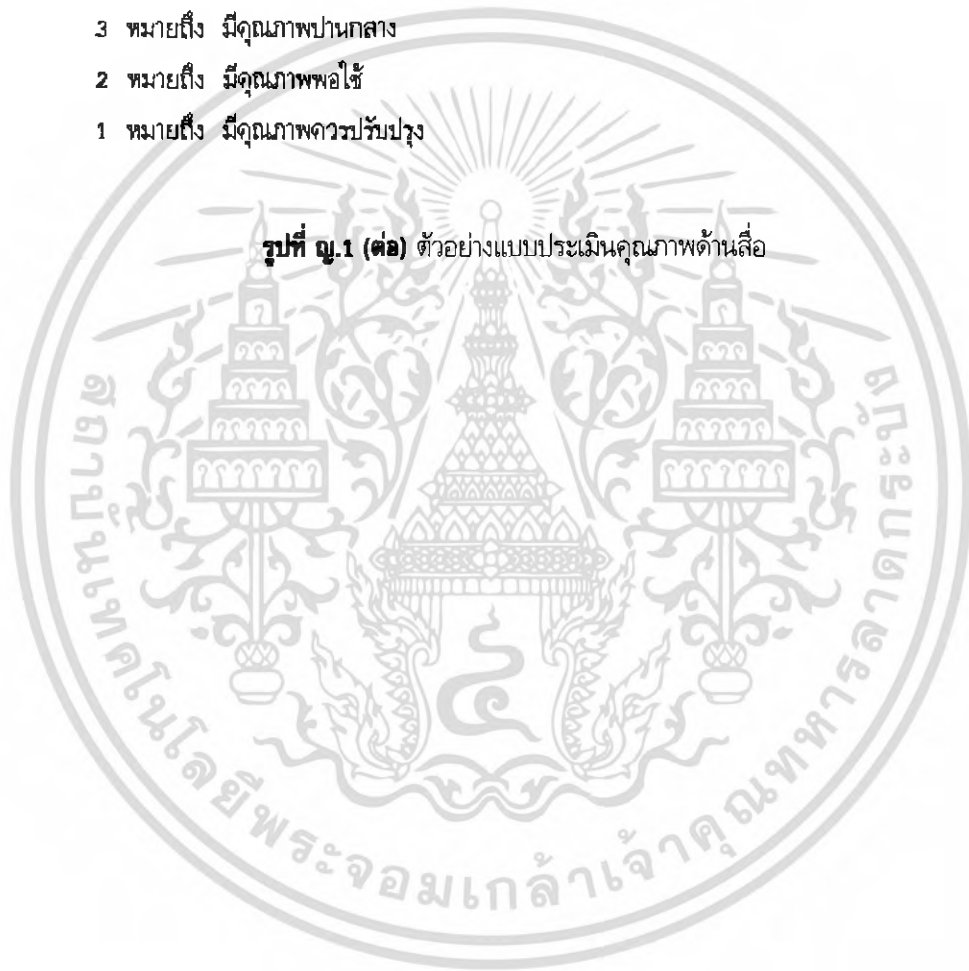 3 หมายถึง มีคุณภาพปานกลาง
2 หมายถึง มีคุณภาพพอใช้
1 หมายถึง มีคุณภาพควรปรับปรุง
รูปที่ ญ.1 (ต่อ) ตัวอย่างแบบประเมินคุณภาพด้านสื่อ
สถาบันเทคโนโลยีพระจอมเกล้าเจ้าคุณทหารลาดกระบัง
๔